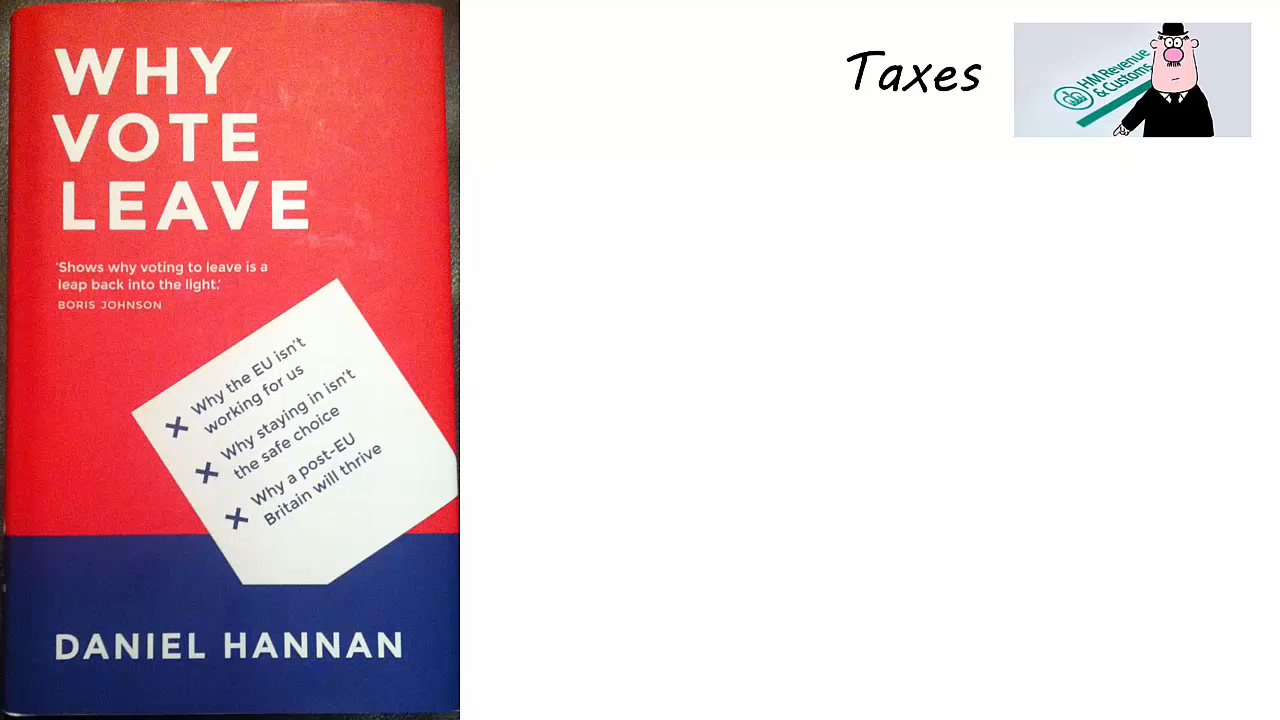 WHY
VOTE
LEAVE
'Shows why voting to leave is a
leap back into the light.'
BORIS JOHNSON
Why the EU isn't
working for us
Why staying in isn't
the safe choice
Why a post-EU
Britain will thrive
DANIEL HANNAN
Taxes
HM Revenue
& Customs